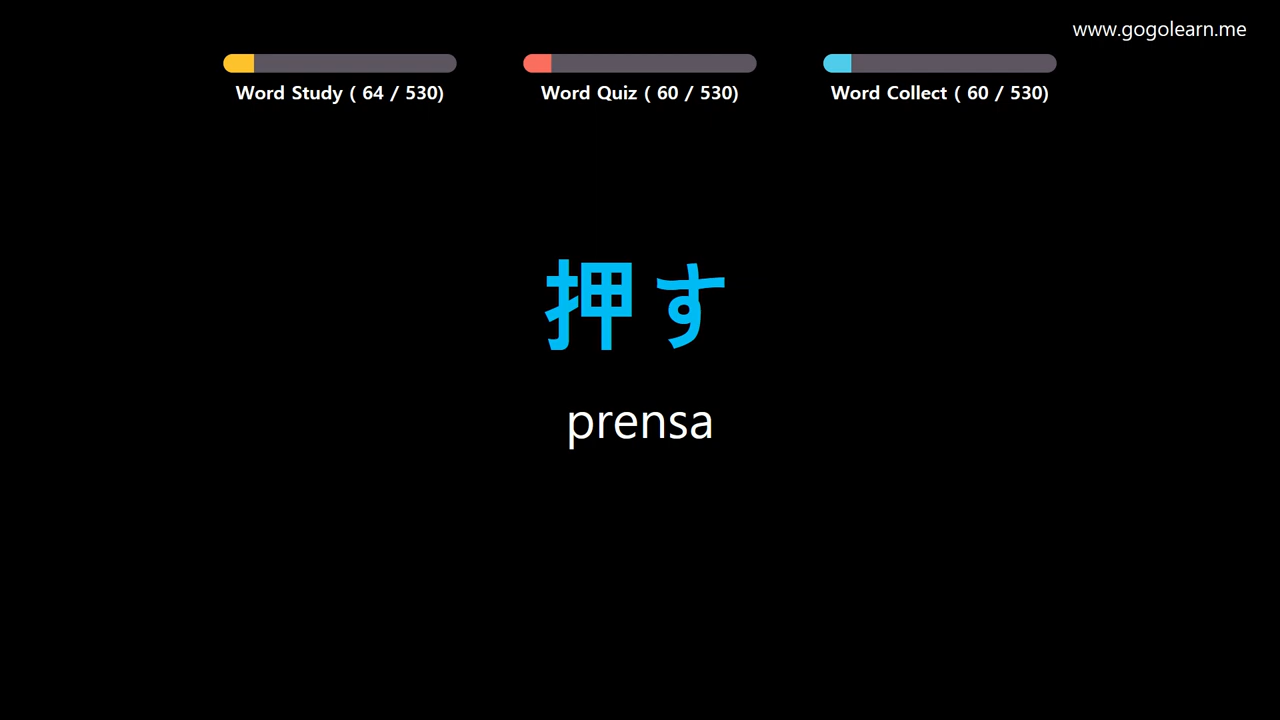 www.gogolearn.me
Word Study ( 64 / 530)
Word Quiz ( 60 / 530)
Word Collect ( 60 / 530)
押す
prensa